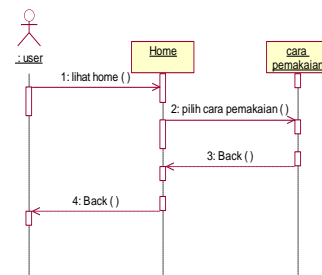 : user
Home
cara
pemakaian
1: lihat home ( )
2: pilih cara pemakaian ( )
3: Back ( )
4: Back ( )